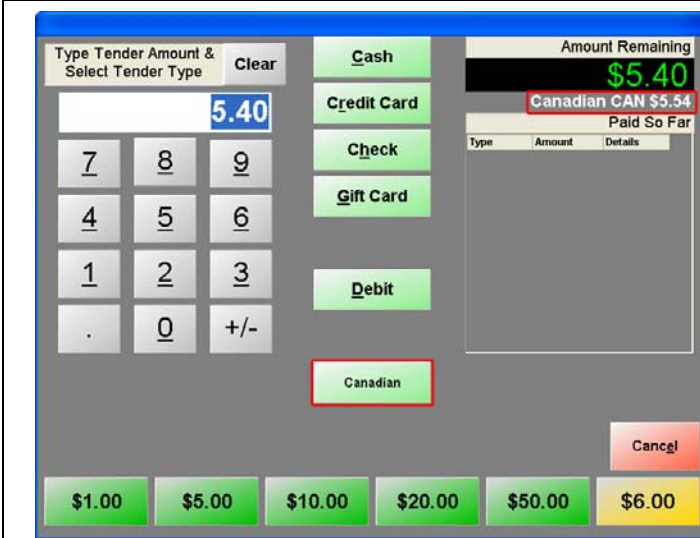 Type Tender Amount &
Select Tender Type
Clear
5.40
7 8 9
4 5 6
1 2 3
. 0 +/-
Cash
Credit Card
Check
Gift Card
Debit
Canadian
Amount Remaining
$5.40
Canadian CAN $5.54
Paid So Far
Type Amount Details
Cancel
$1.00 $5.00 $10.00 $20.00 $50.00 $6.00